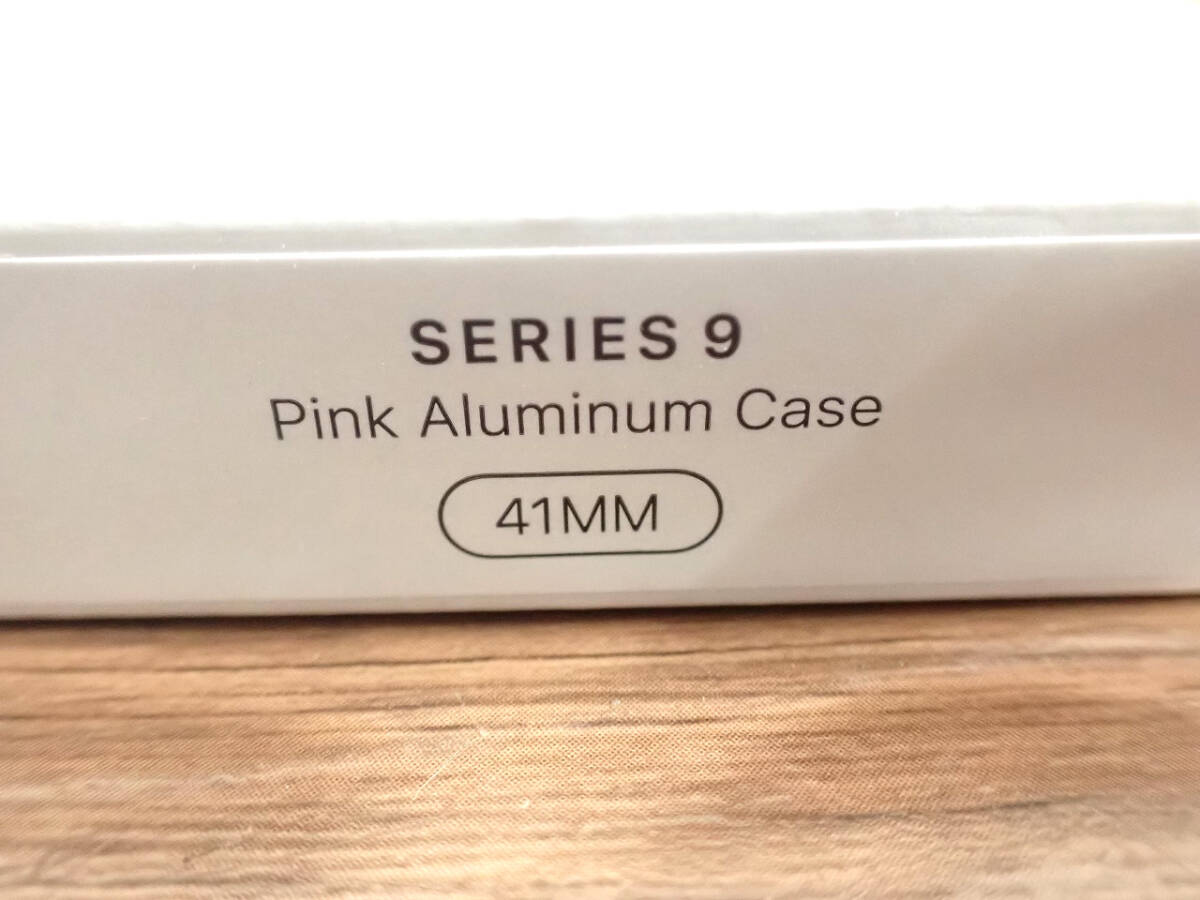 SERIES 9
Pink Aluminum Case
41MM